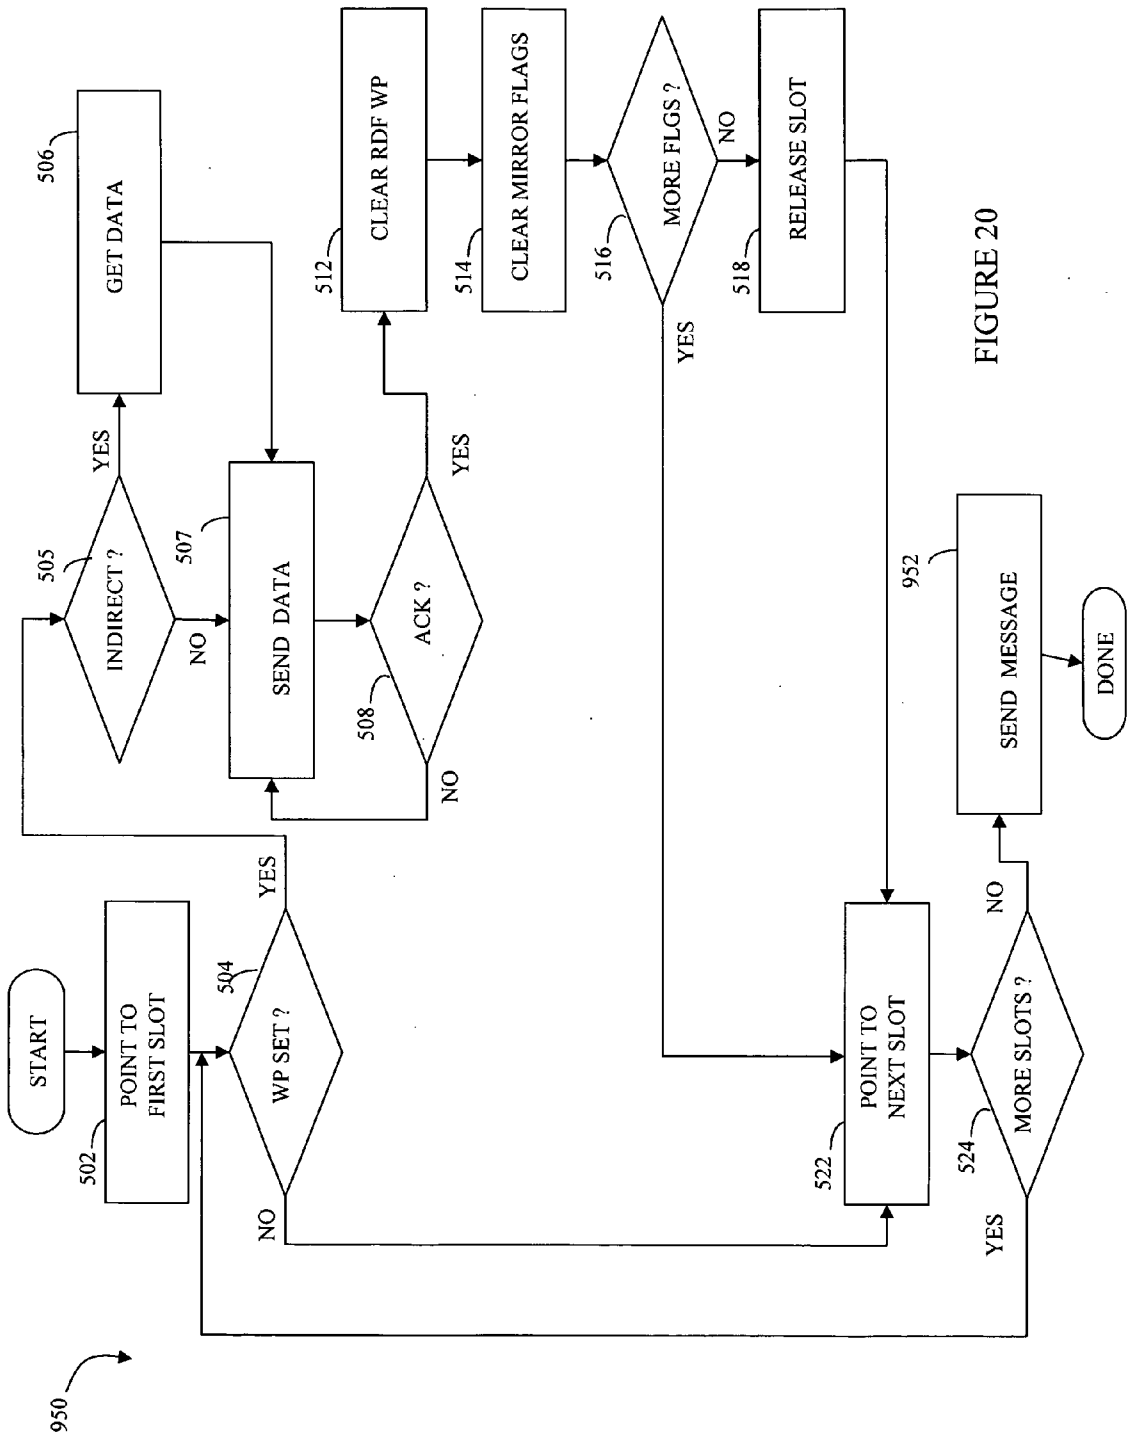 950
START
502
POINT TO
FIRST SLOT
504
WP SET ?
YES
NO
505
INDIRECT ?
YES
NO
506
GET DATA
507
SEND DATA
508
ACK ?
YES
NO
512
CLEAR RDF WP
514
CLEAR MIRROR FLAGS
516
MORE FLGS ?
YES
NO
518
RELEASE SLOT
522
POINT TO
NEXT SLOT
524
MORE SLOTS ?
YES
NO
952
SEND MESSAGE
DONE
FIGURE 20